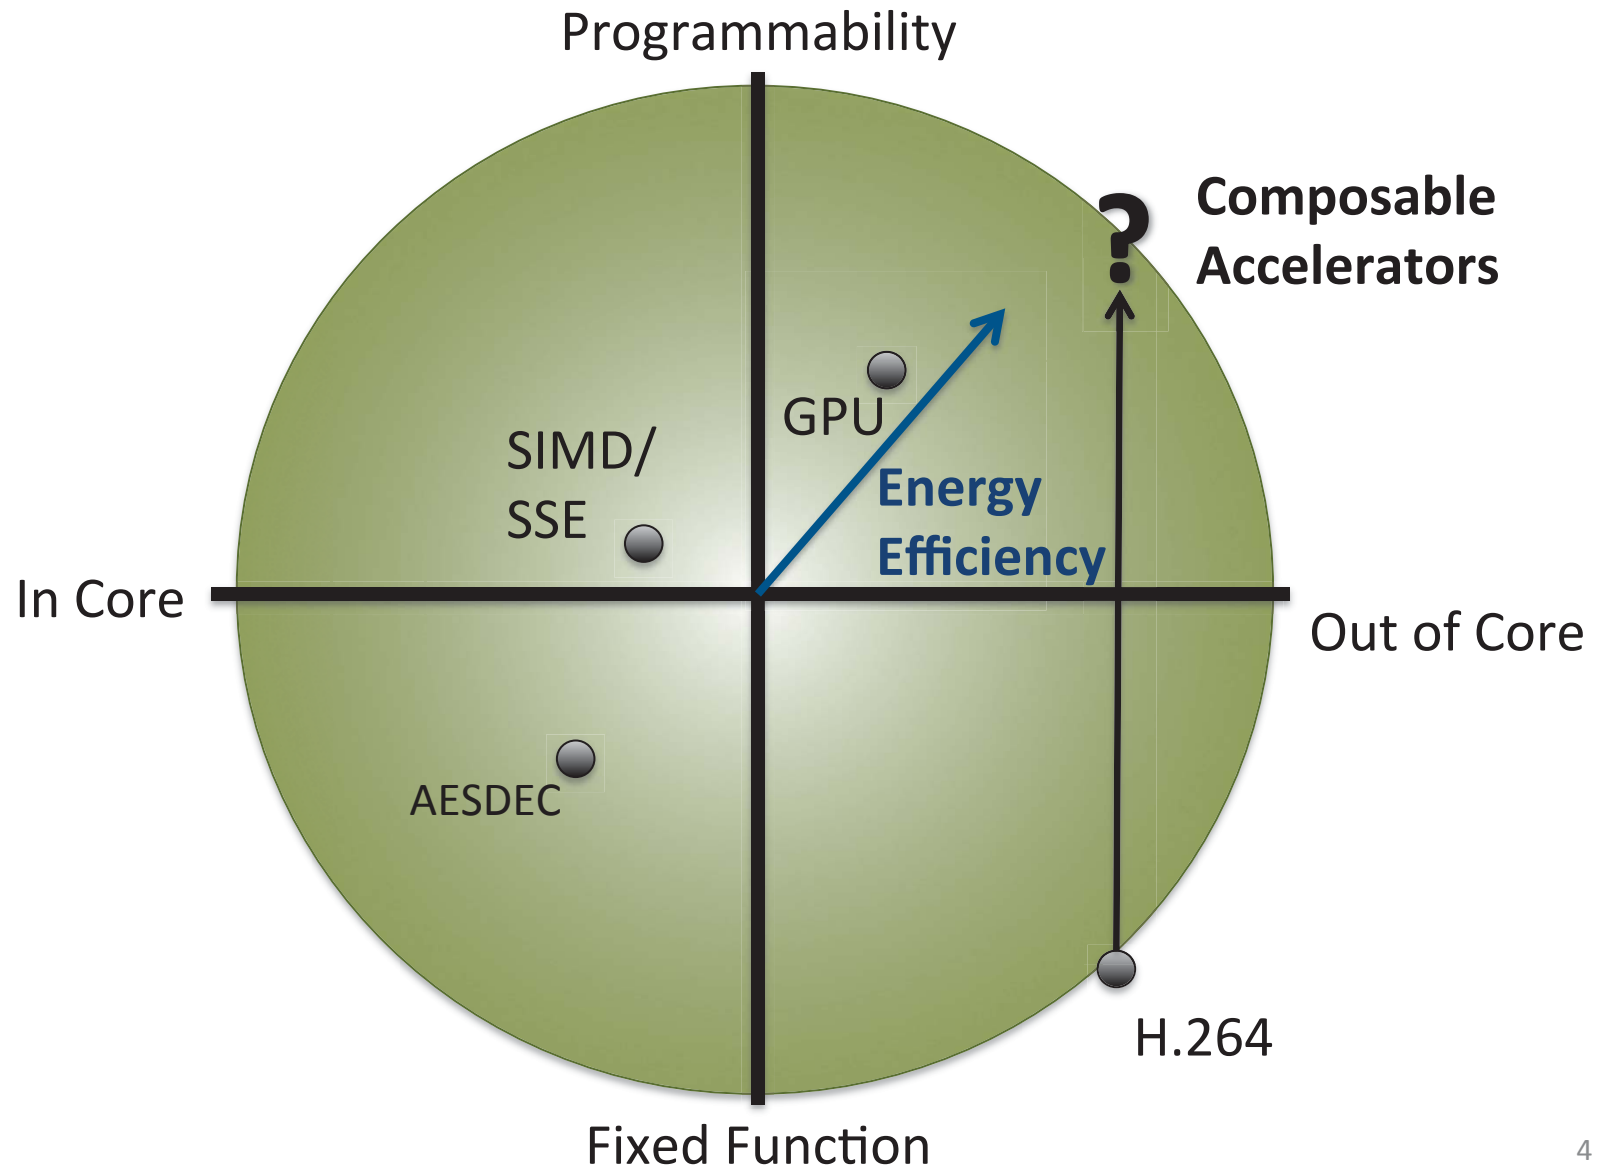 Programmability
?
Composable
Accelerators
GPU
SIMD/
SSE
Energy
Efficiency
In Core
Out of Core
AESDEC
H.264
Fixed Function
4